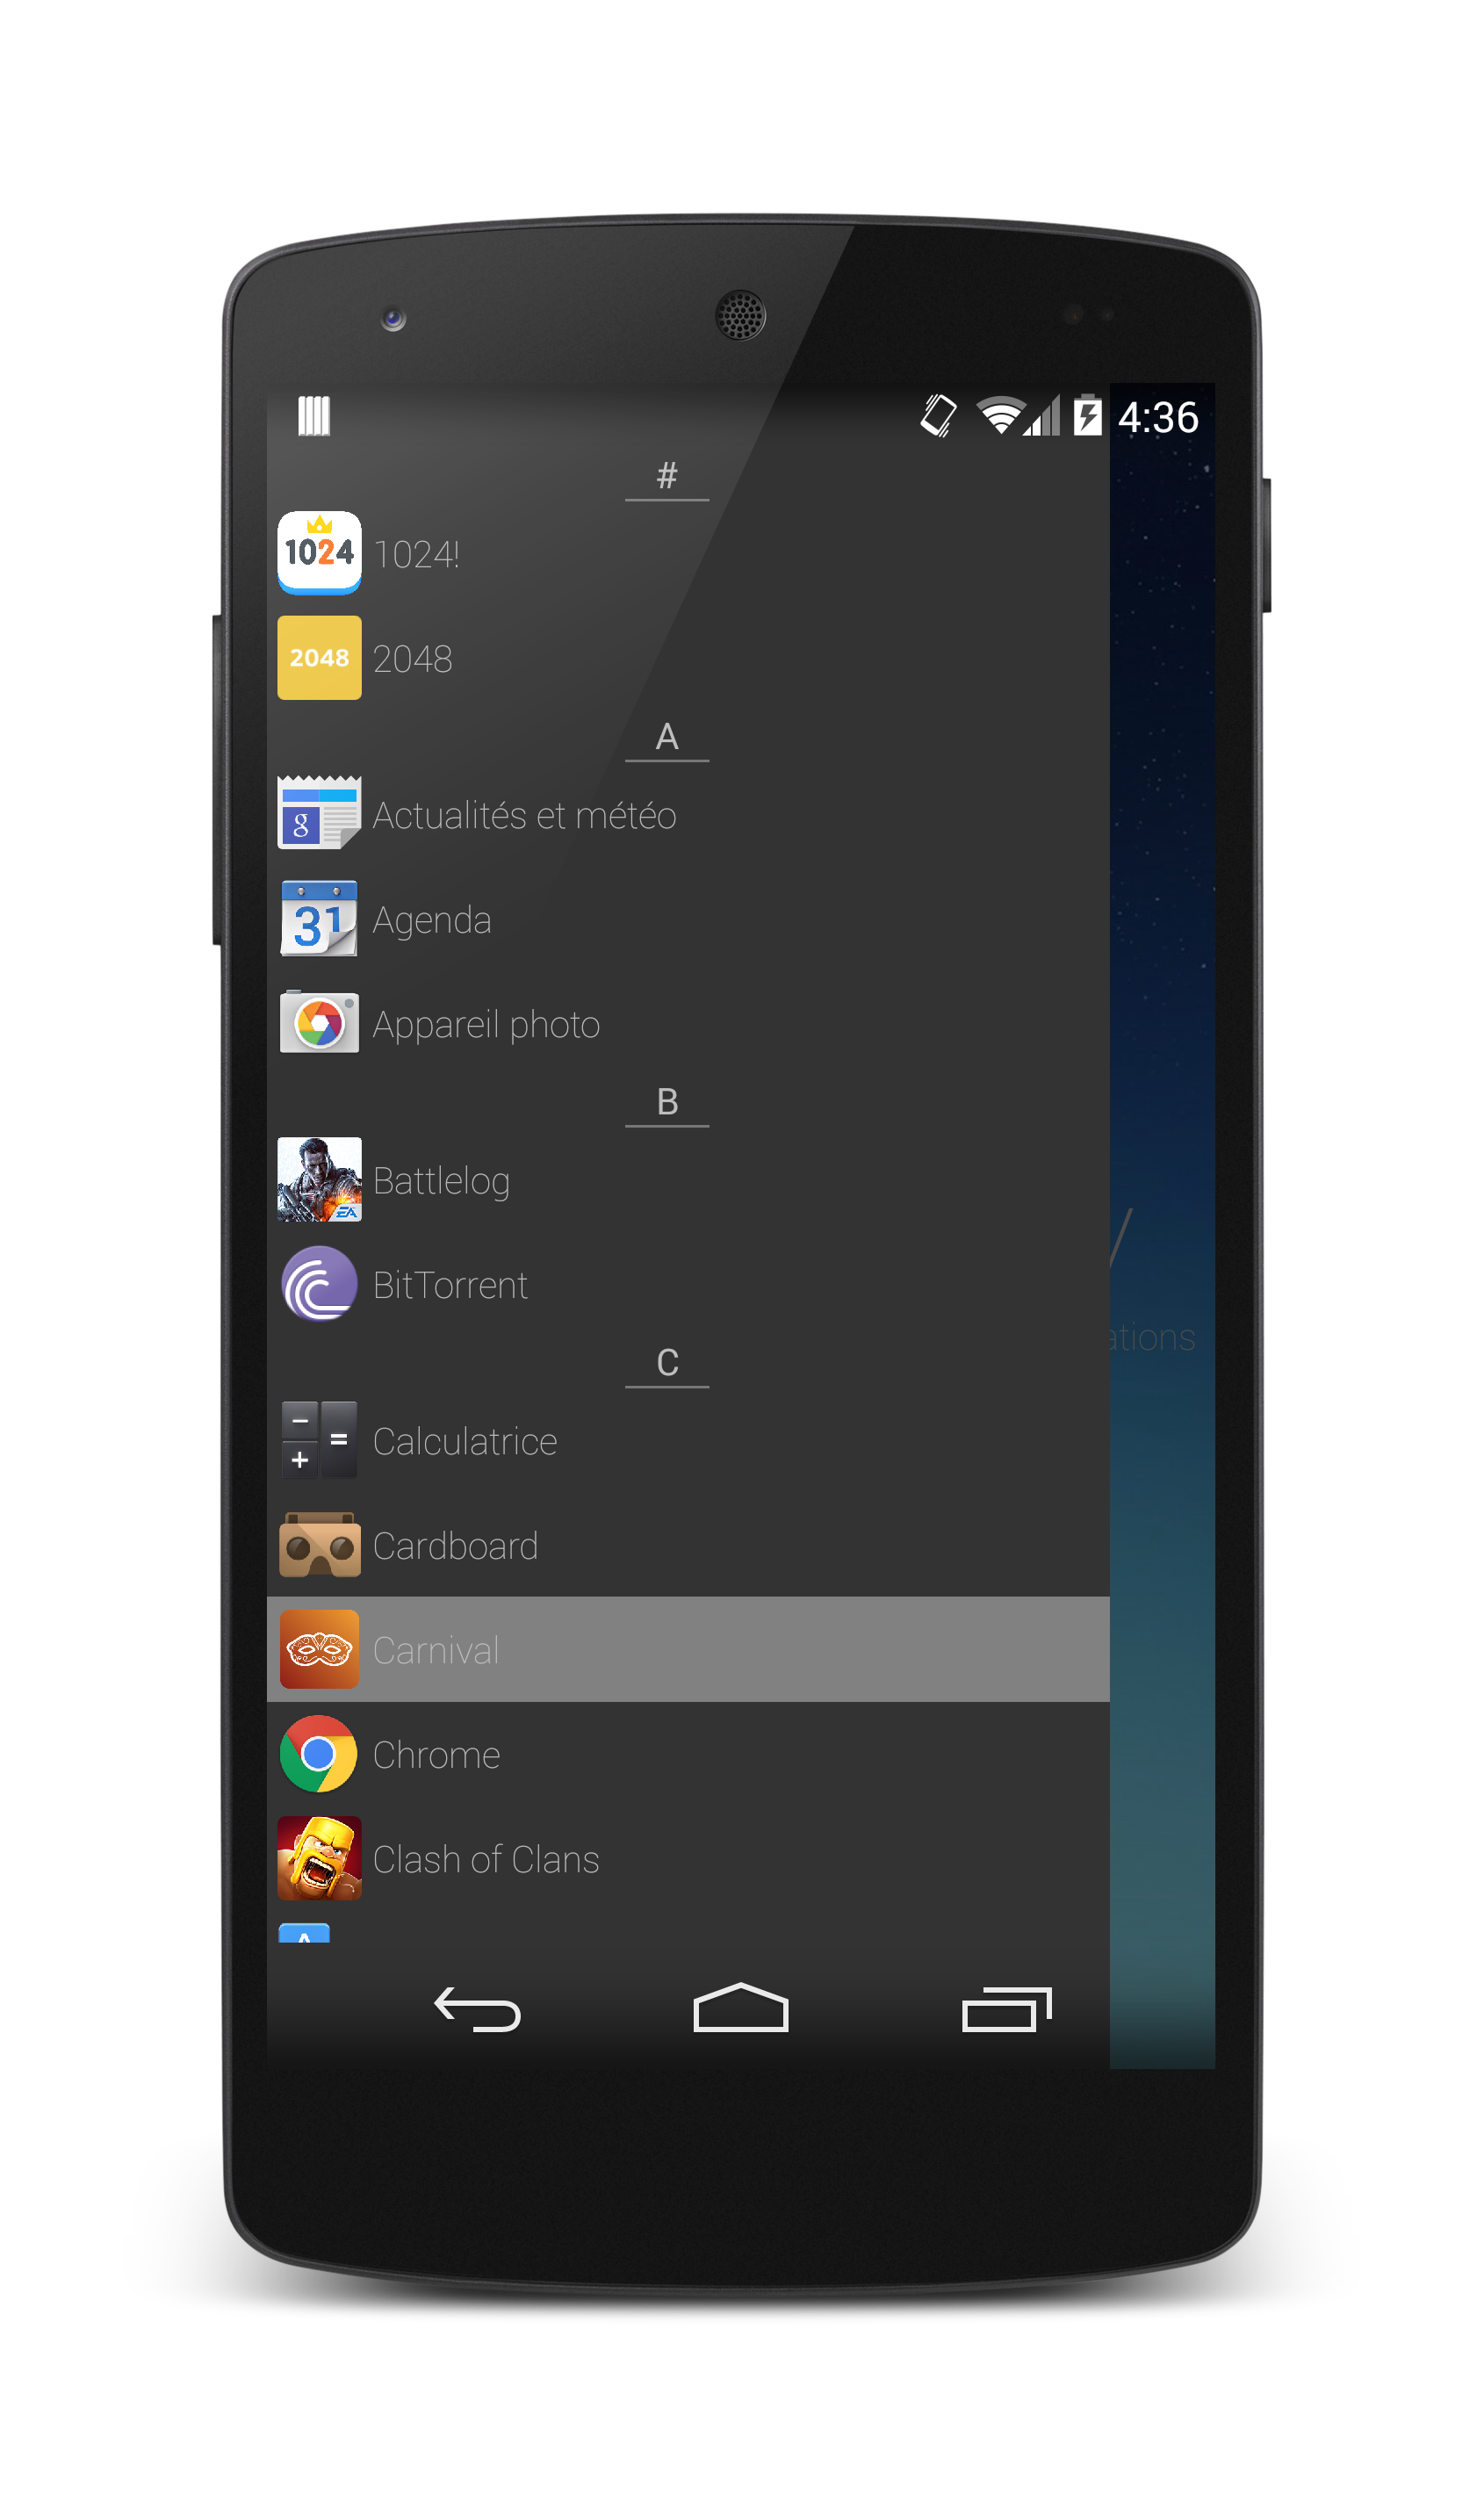 4:36
#
1024
1024!
2048
2048
A
g
Actualités et météo
31
Agenda
Appareil photo
B
EA
Battlelog
BitTorrent
ations
C
− + =
Calculatrice
Cardboard
Carnival
Chrome
Clash of Clans